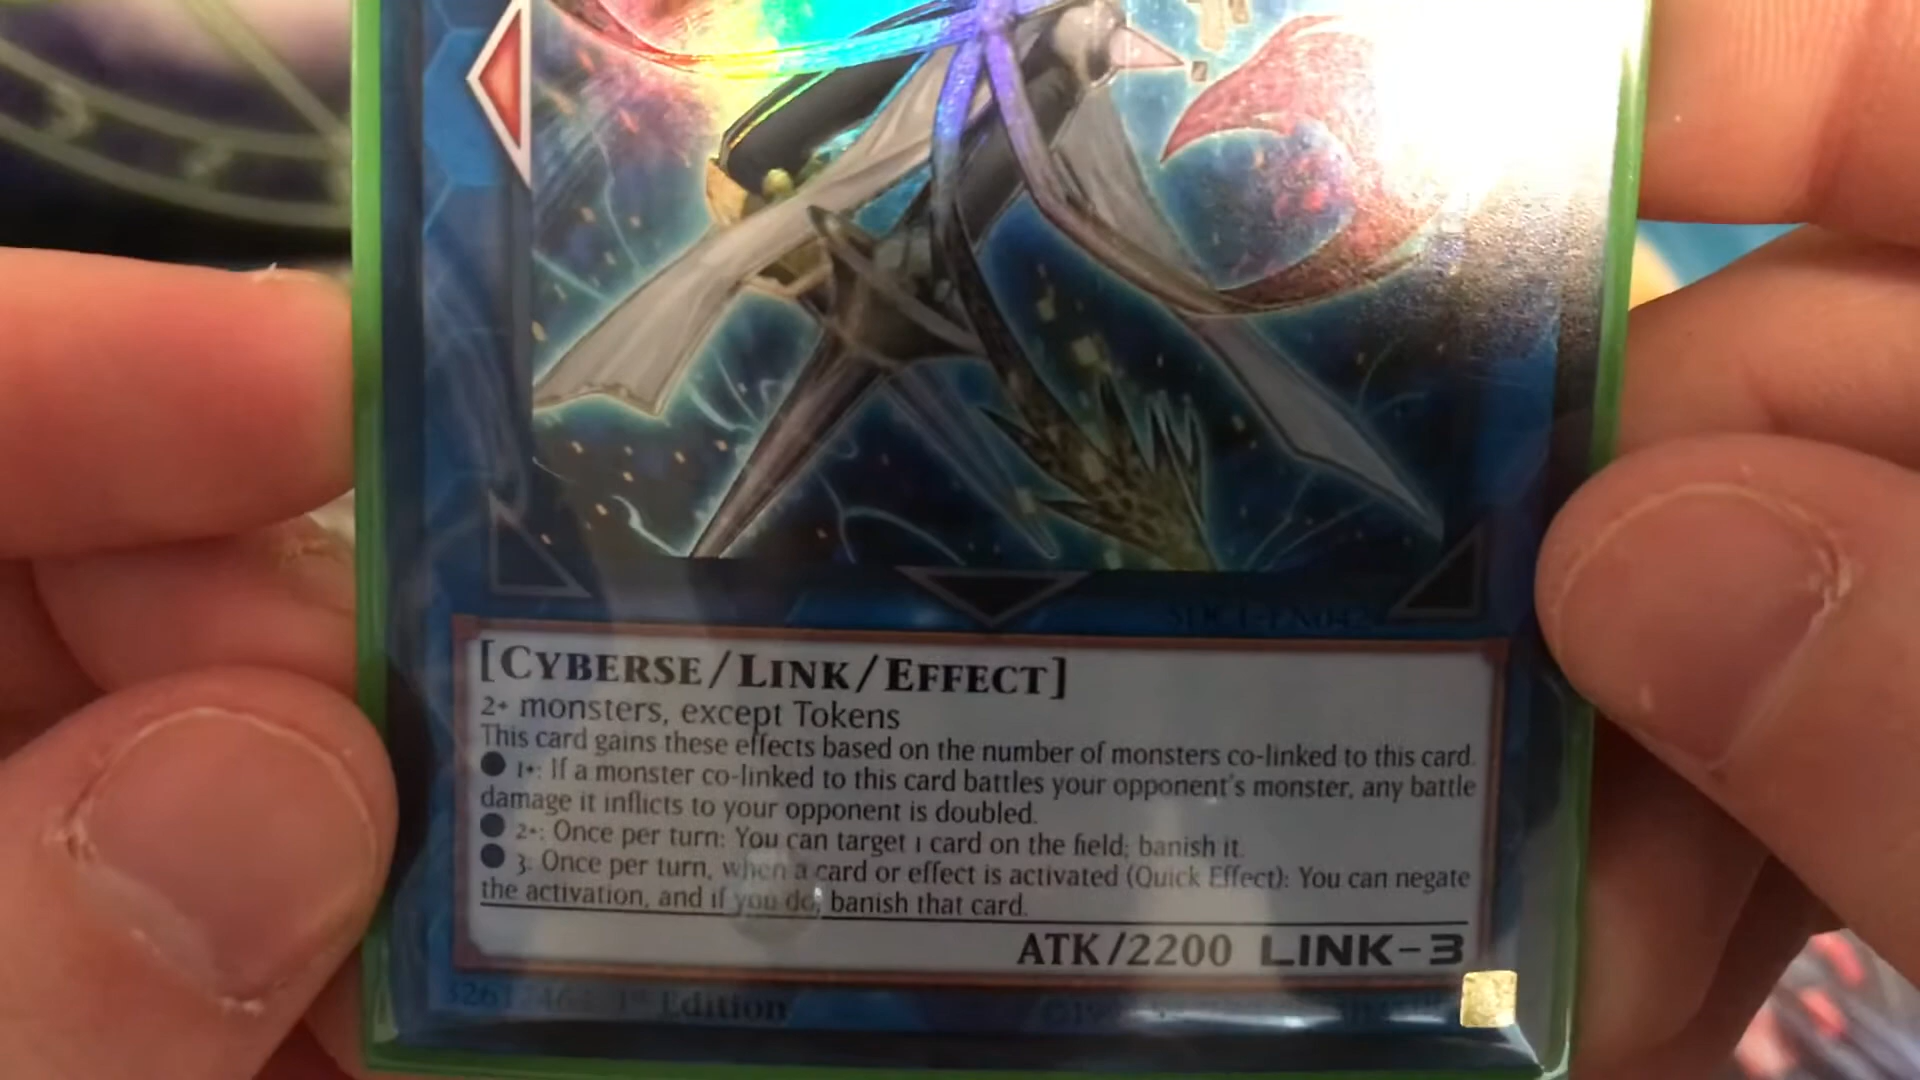 [CYBERSE/LINK/EFFECT]
2+ monsters, except Tokens
This card gains these effects based on the number of monsters co-linked to this card.
● 1+: If a monster co-linked to this card battles your opponent's monster, any battle
damage it inflicts to your opponent is doubled.
● 2+: Once per turn: You can target 1 card on the field; banish it.
● 3: Once per turn, when a card or effect is activated (Quick Effect): You can negate
the activation, and if you do, banish that card.
ATK/2200 LINK-3
1st Edition